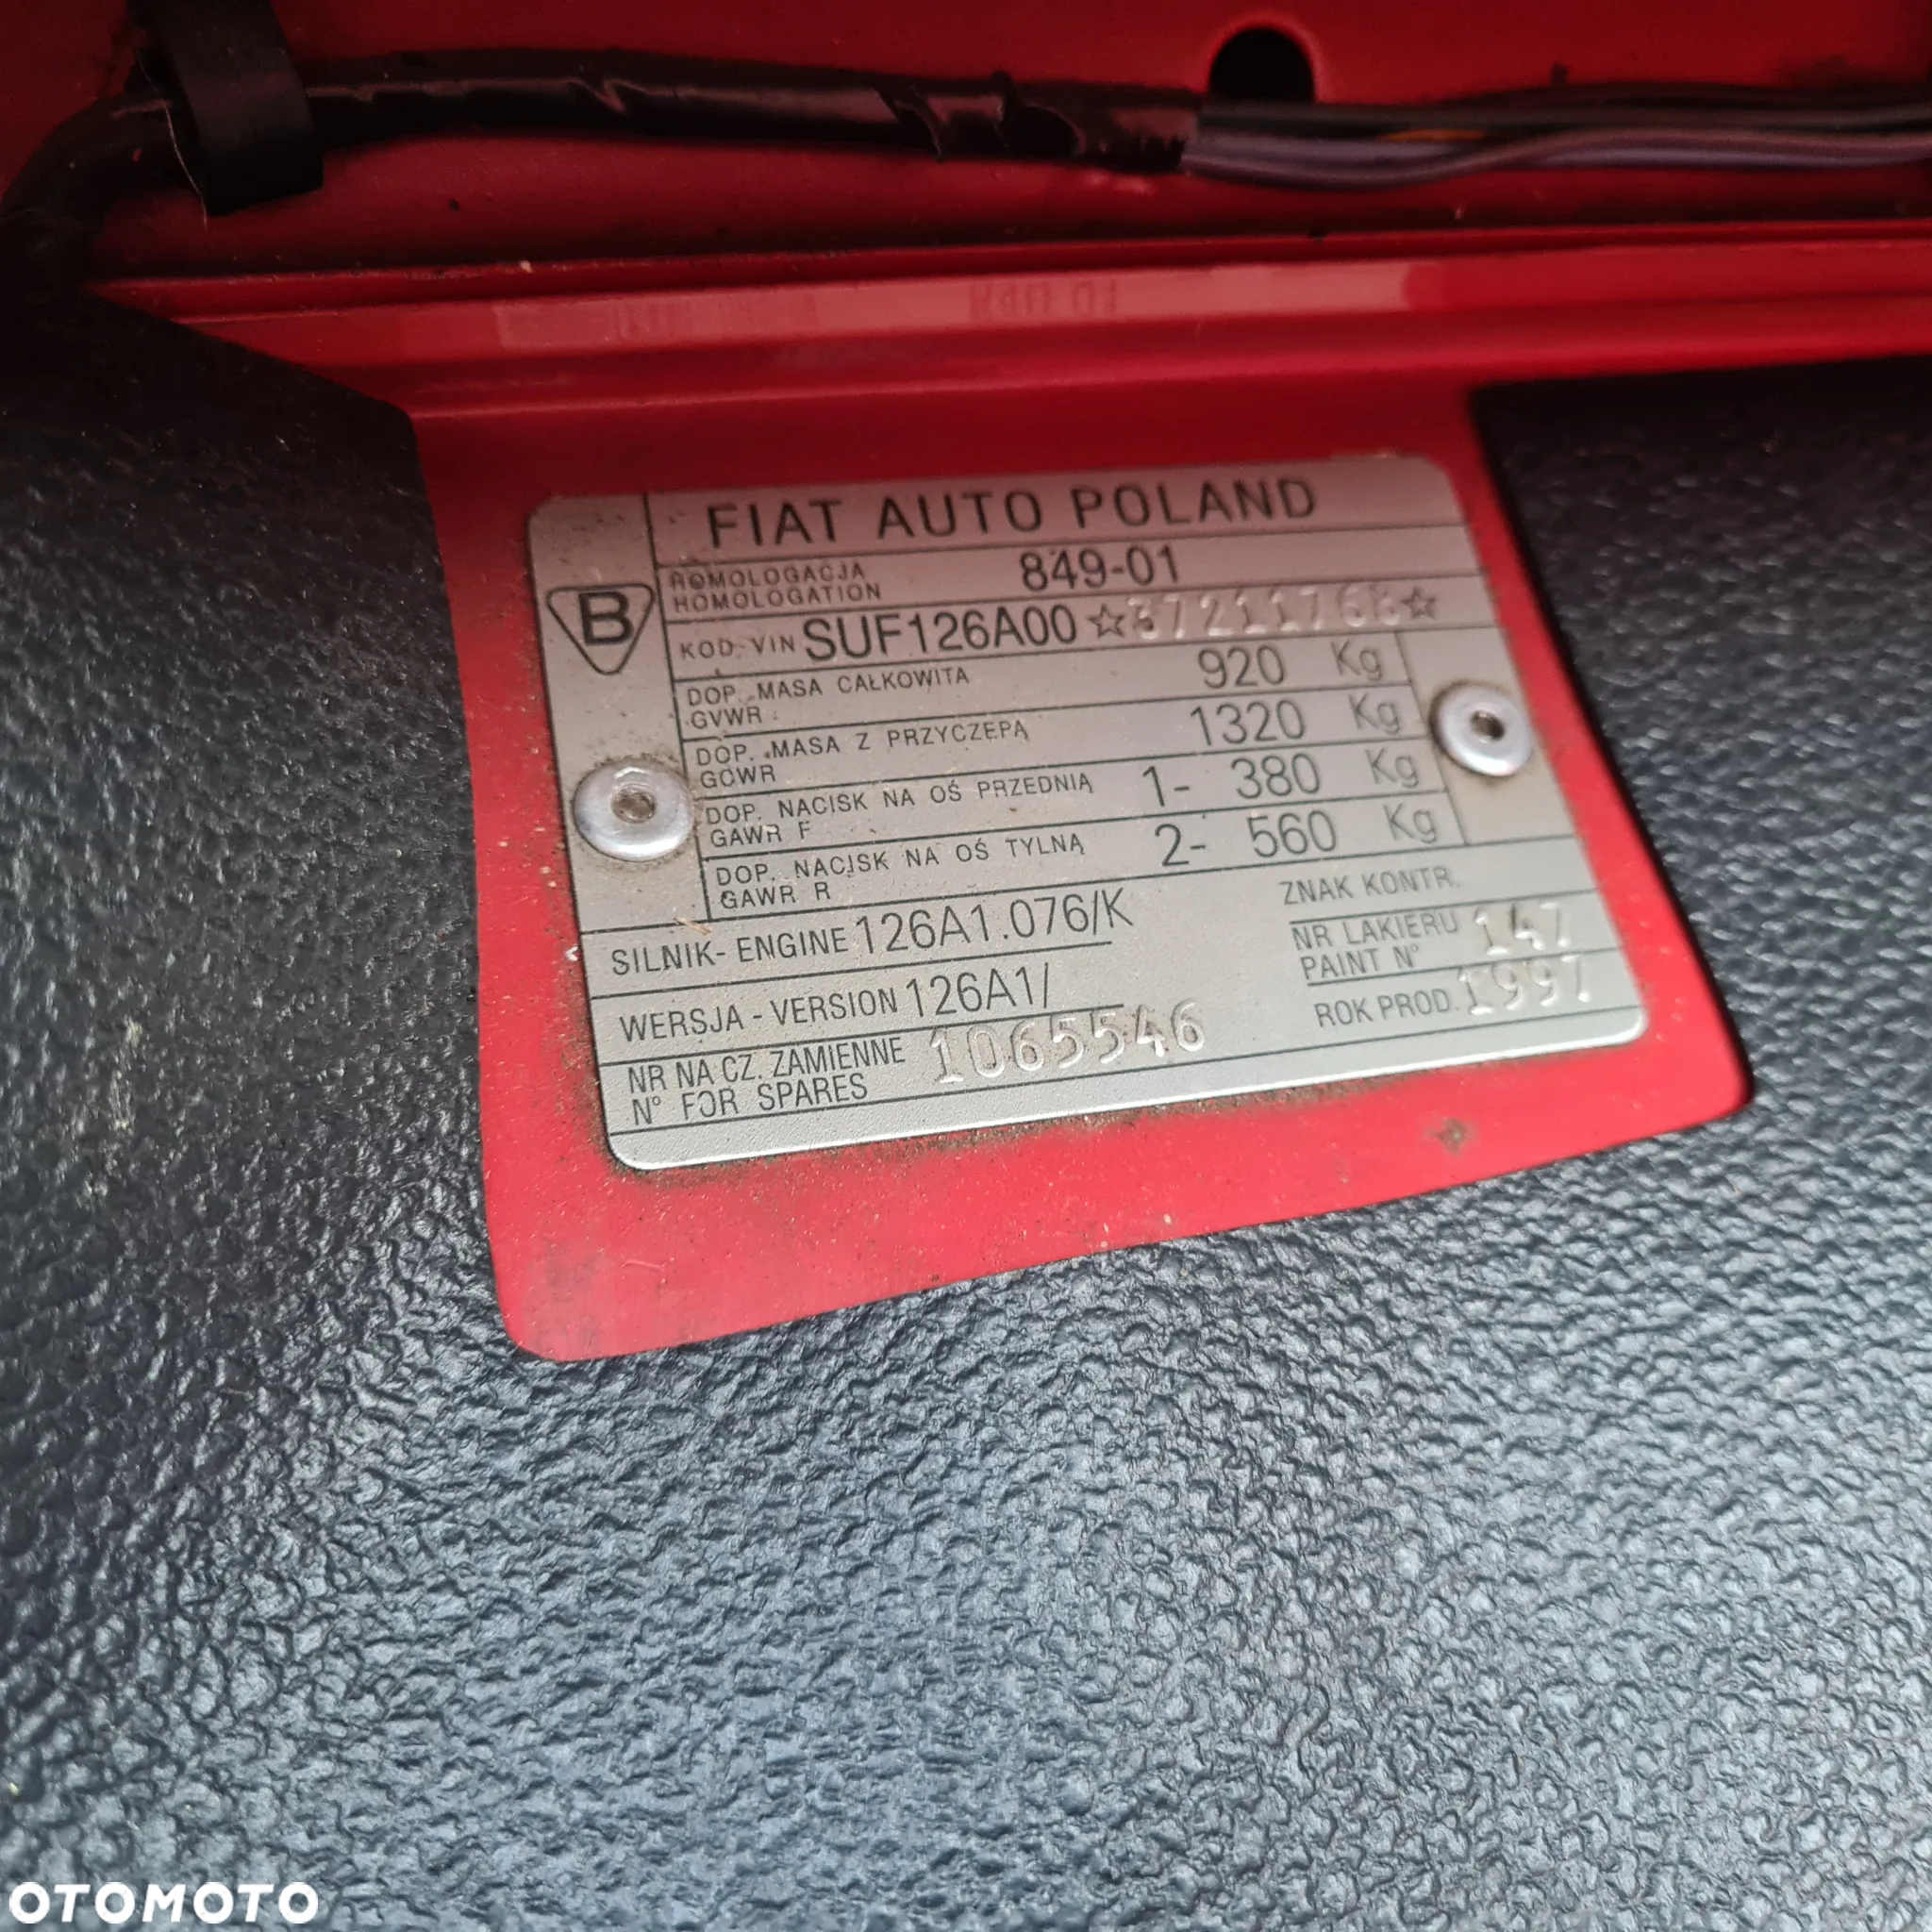 FIAT AUTO POLAND
B
HOMOLOGACJA
HOMOLOGATION
849-01
KOD-VIN SUF126A00 ☆37211768☆
DOP. MASA CAŁKOWITA
GVWR
920 Kg
DOP. MASA Z PRZYCZEPĄ
GCWR
1320 Kg
DOP. NACISK NA OŚ PRZEDNIĄ
GAWR F
1- 380 Kg
DOP. NACISK NA OŚ TYLNĄ
GAWR R
2- 560 Kg
SILNIK- ENGINE 126A1.076/K
ZNAK KONTR.
WERSJA - VERSION 126A1/
NR LAKIERU
PAINT N°
147
NR NA CZ. ZAMIENNE
N° FOR SPARES
1065546
ROK PROD. 1997
OTOMOTO